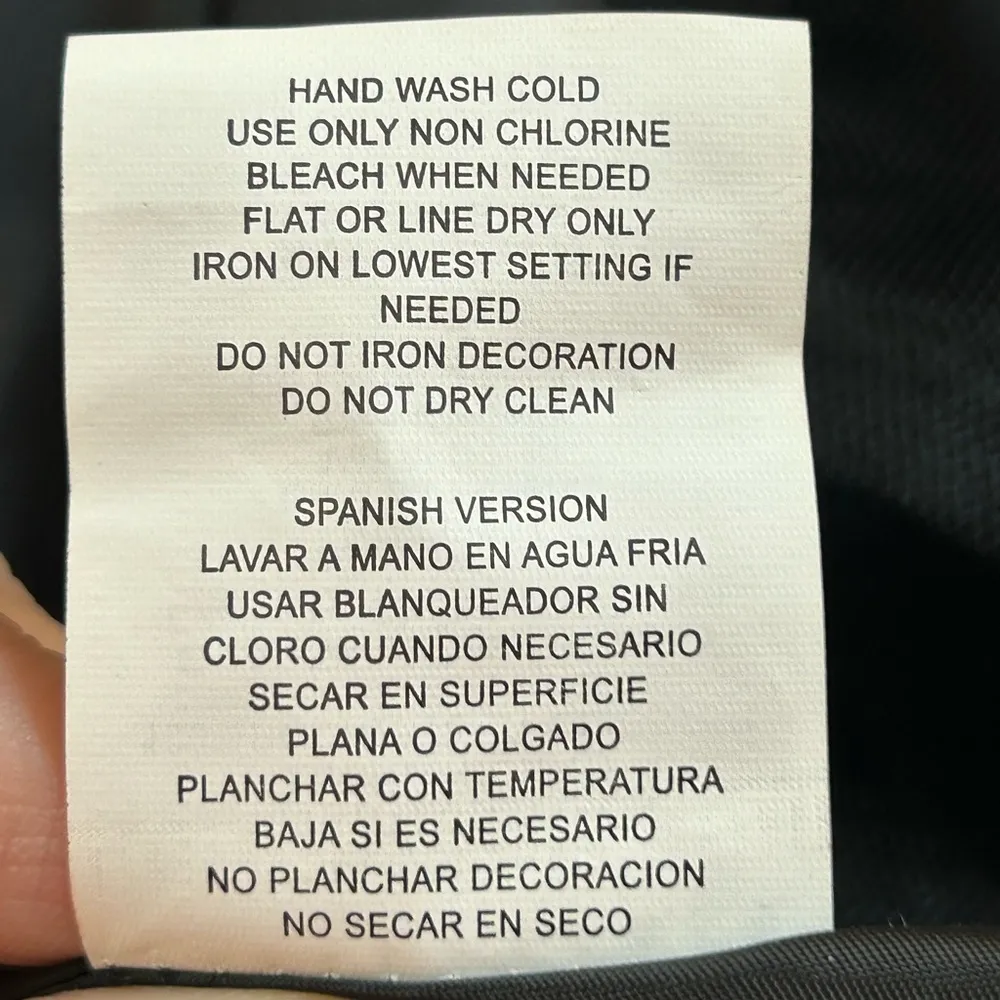 HAND WASH COLD
USE ONLY NON CHLORINE
BLEACH WHEN NEEDED
FLAT OR LINE DRY ONLY
IRON ON LOWEST SETTING IF
NEEDED
DO NOT IRON DECORATION
DO NOT DRY CLEAN
SPANISH VERSION
LAVAR A MANO EN AGUA FRIA
USAR BLANQUEADOR SIN
CLORO CUANDO NECESARIO
SECAR EN SUPERFICIE
PLANA O COLGADO
PLANCHAR CON TEMPERATURA
BAJA SI ES NECESARIO
NO PLANCHAR DECORACION
NO SECAR EN SECO